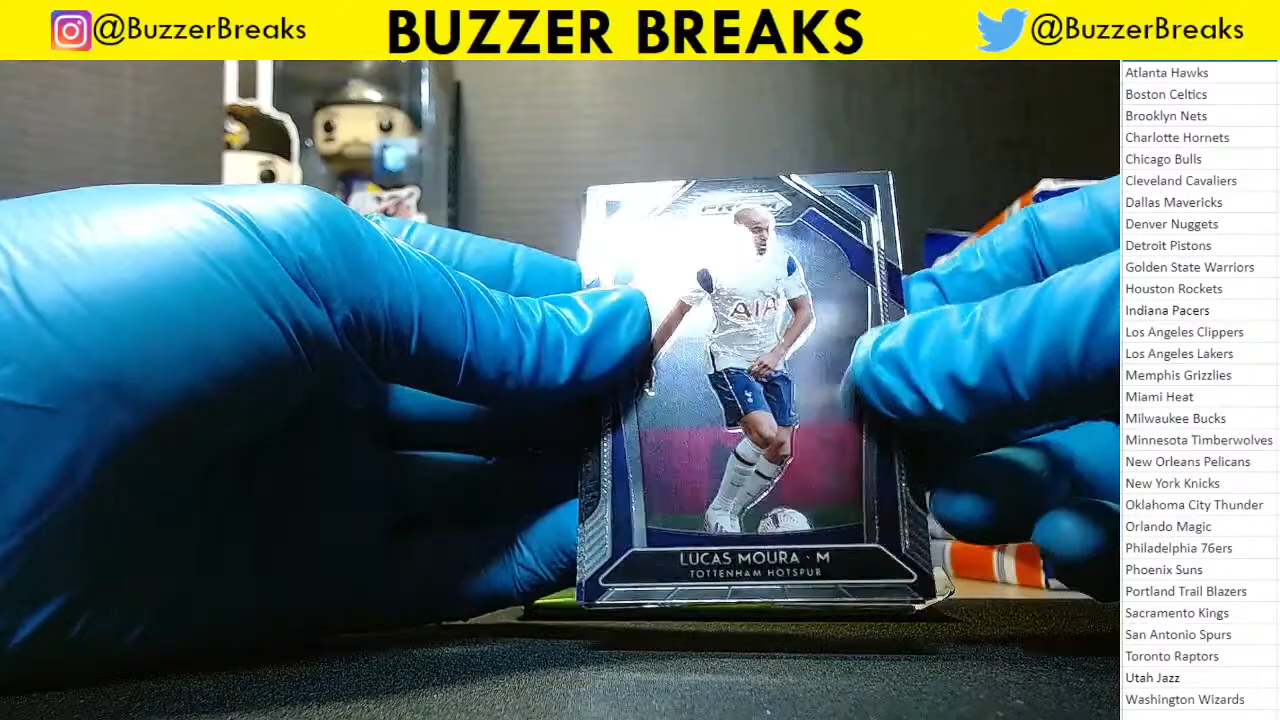 @BuzzerBreaks
BUZZER BREAKS
@BuzzerBreaks
Atlanta Hawks
Boston Celtics
Brooklyn Nets
Charlotte Hornets
Chicago Bulls
Cleveland Cavaliers
Dallas Mavericks
Denver Nuggets
Detroit Pistons
Golden State Warriors
Houston Rockets
Indiana Pacers
Los Angeles Clippers
Los Angeles Lakers
Memphis Grizzlies
Miami Heat
Milwaukee Bucks
Minnesota Timberwolves
New Orleans Pelicans
New York Knicks
Oklahoma City Thunder
Orlando Magic
Philadelphia 76ers
Phoenix Suns
Portland Trail Blazers
Sacramento Kings
San Antonio Spurs
Toronto Raptors
Utah Jazz
Washington Wizards
PRIZM
AIA
LUCAS MOURA · M
TOTTENHAM HOTSPUR